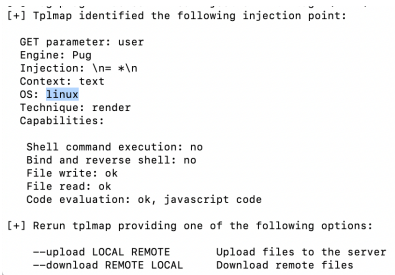 [+] Tplmap identified the following injection point:
GET parameter: user
Engine: Pug
Injection: \n= *\n
Context: text
OS: linux
Technique: render
Capabilities:
Shell command execution: no
Bind and reverse shell: no
File write: ok
File read: ok
Code evaluation: ok, javascript code
[+] Rerun tplmap providing one of the following options:
--upload LOCAL REMOTE Upload files to the server
--download REMOTE LOCAL Download remote files